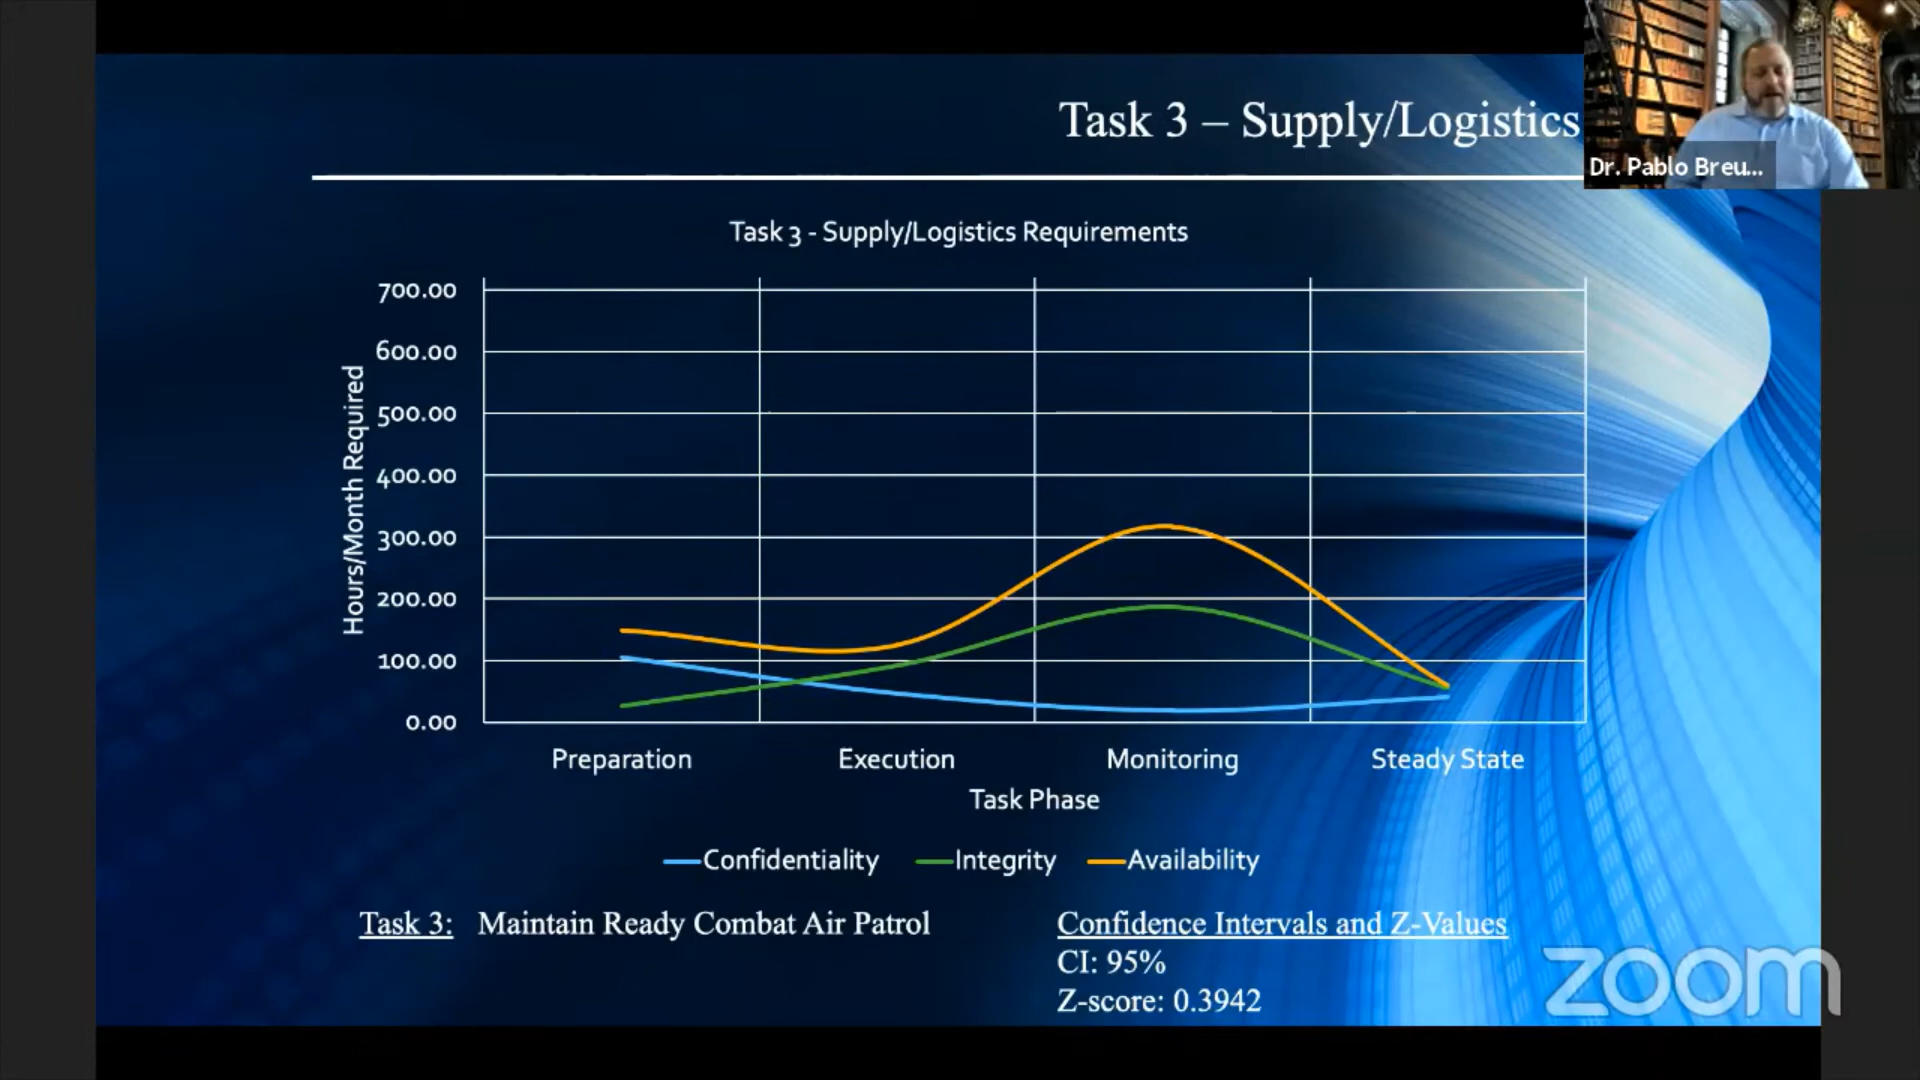 Task 3 – Supply/Logistics
Dr. Pablo Breu...
Task 3 - Supply/Logistics Requirements
Hours/Month Required
700.00
600.00
500.00
400.00
300.00
200.00
100.00
0.00
Preparation
Execution
Monitoring
Steady State
Task Phase
Confidentiality
Integrity
Availability
Task 3: Maintain Ready Combat Air Patrol
Confidence Intervals and Z-Values
CI: 95%
Z-score: 0.3942
zoom